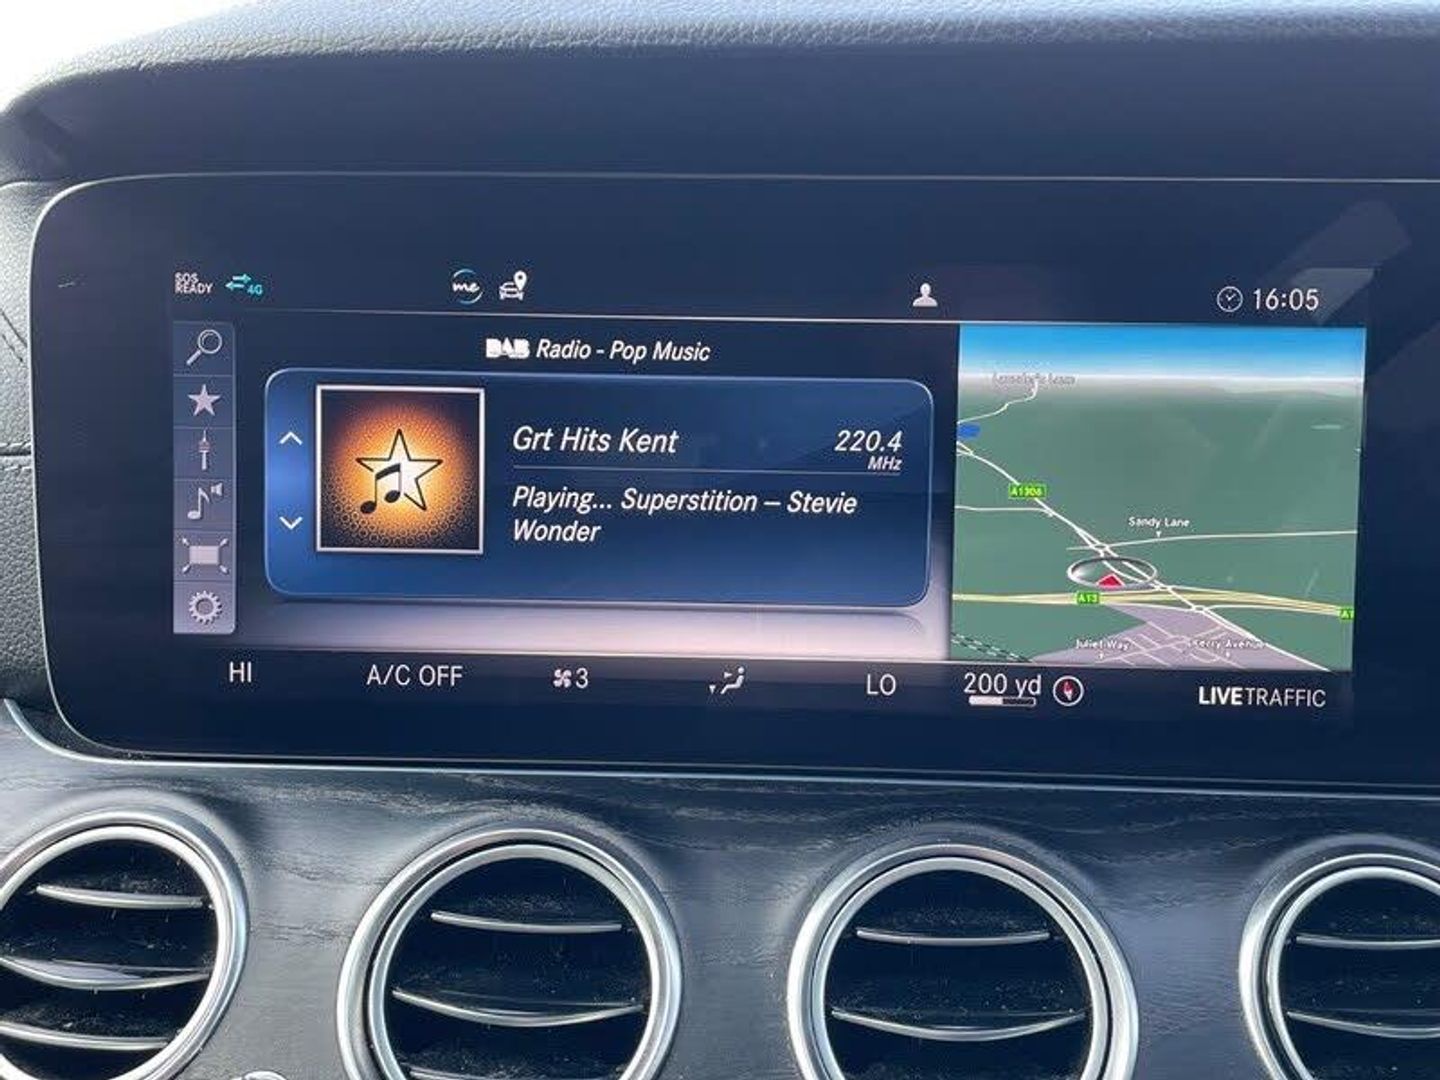 SOS READY
4G
me
16:05
DAB Radio - Pop Music
Grt Hits Kent
220.4
MHz
Playing... Superstition – Stevie
Wonder
A1306
Sandy Lane
A13
A1
Juliet Way
HI
A/C OFF
3
LO
200 yd
LIVETRAFFIC